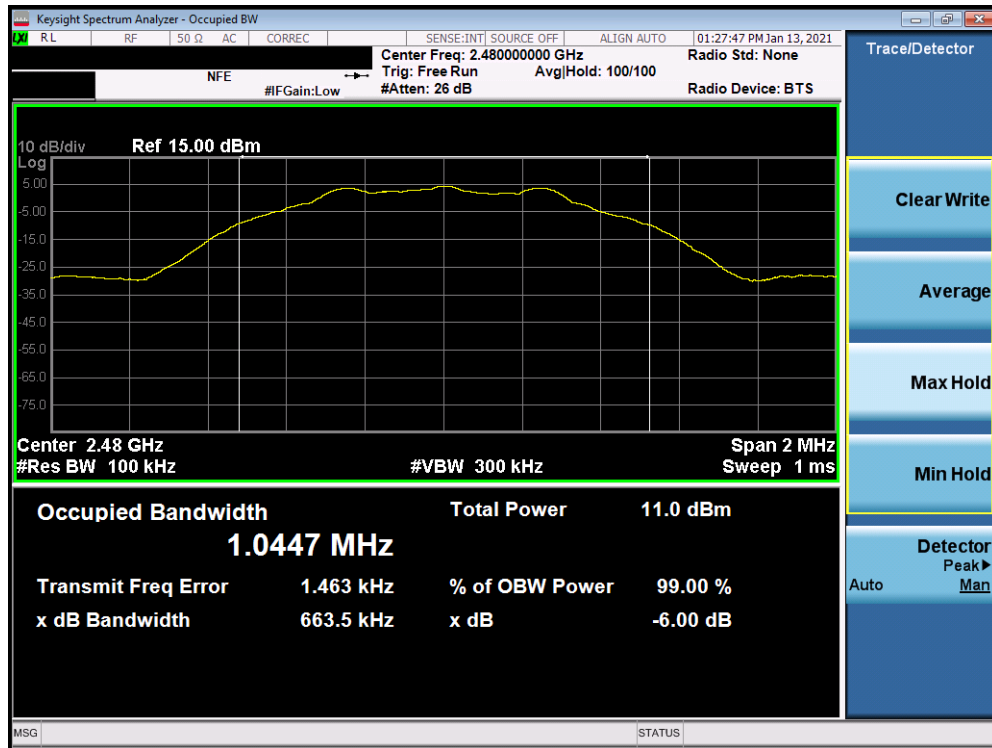 Keysight Spectrum Analyzer - Occupied BW
LXI RL RF 50 Ω AC CORREC SENSE:INT SOURCE OFF ALIGN AUTO 01:27:47 PM Jan 13, 2021
Center Freq: 2.480000000 GHz Radio Std: None
NFE Trig: Free Run Avg|Hold: 100/100
#IFGain:Low #Atten: 26 dB Radio Device: BTS
10 dB/div Ref 15.00 dBm
Log
5.00
-5.00
-15.0
-25.0
-35.0
-45.0
-55.0
-65.0
-75.0
Center 2.48 GHz Span 2 MHz
#Res BW 100 kHz #VBW 300 kHz Sweep 1 ms
Occupied Bandwidth Total Power 11.0 dBm
1.0447 MHz
Transmit Freq Error 1.463 kHz % of OBW Power 99.00 %
x dB Bandwidth 663.5 kHz x dB -6.00 dB
MSG STATUS
Trace/Detector
Clear Write
Average
Max Hold
Min Hold
Detector
Peak▶
Auto Man